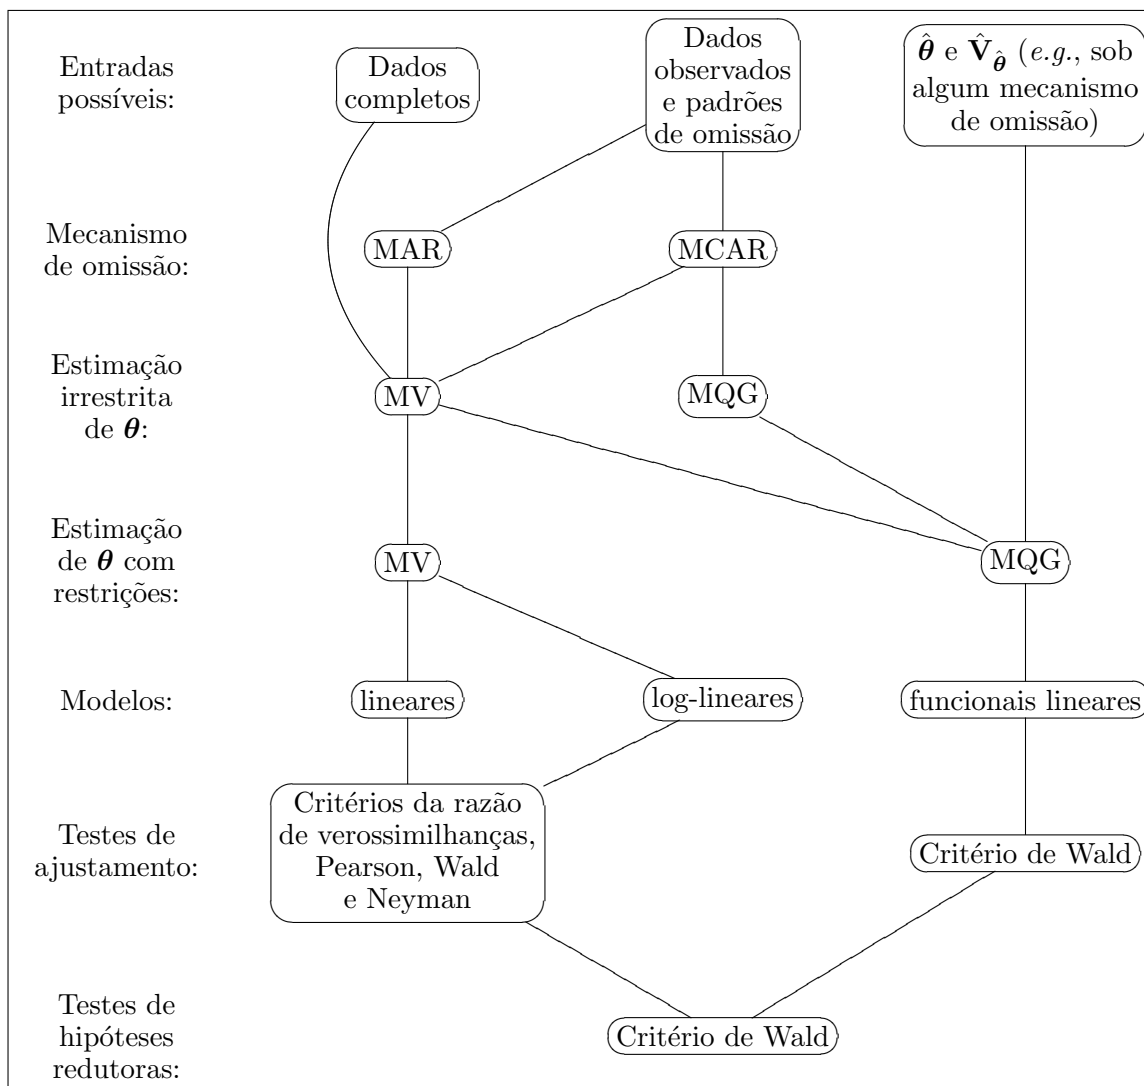 Entradas
possíveis:
Dados
completos
Dados
observados
e padrões
de omissão
θ̂ e V̂_θ̂ (e.g., sob
algum mecanismo
de omissão)
Mecanismo
de omissão:
MAR
MCAR
Estimação
irrestrita
de θ:
MV
MQG
Estimação
de θ com
restrições:
MV
MQG
Modelos:
lineares
log-lineares
funcionais lineares
Testes de
ajustamento:
Critérios da razão
de verossimilhanças,
Pearson, Wald
e Neyman
Critério de Wald
Testes de
hipóteses
redutoras:
Critério de Wald